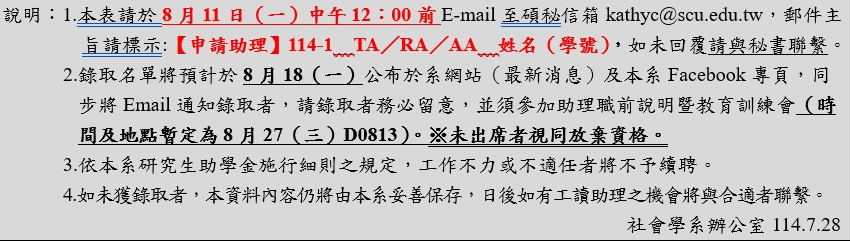 說明：1.本表請於 8 月 11 日（一）中午 12：00 前 E-mail 至碩秘信箱 kathyc@scu.edu.tw，郵件主
旨請標示:【申請助理】114-1__TA／RA／AA__姓名（學號），如未回覆請與秘書聯繫。
2.錄取名單將預計於 8 月 18（一）公布於系網站（最新消息）及本系 Facebook 專頁，同
步將 Email 通知錄取者，請錄取者務必留意，並須參加助理職前說明暨教育訓練會（時
間及地點暫定為 8 月 27（三）D0813）。※未出席者視同放棄資格。
3.依本系研究生助學金施行細則之規定，工作不力或不適任者將不予續聘。
4.如未獲錄取者，本資料內容仍將由本系妥善保存，日後如有工讀助理之機會將與合適者聯繫。
社會學系辦公室 114.7.28